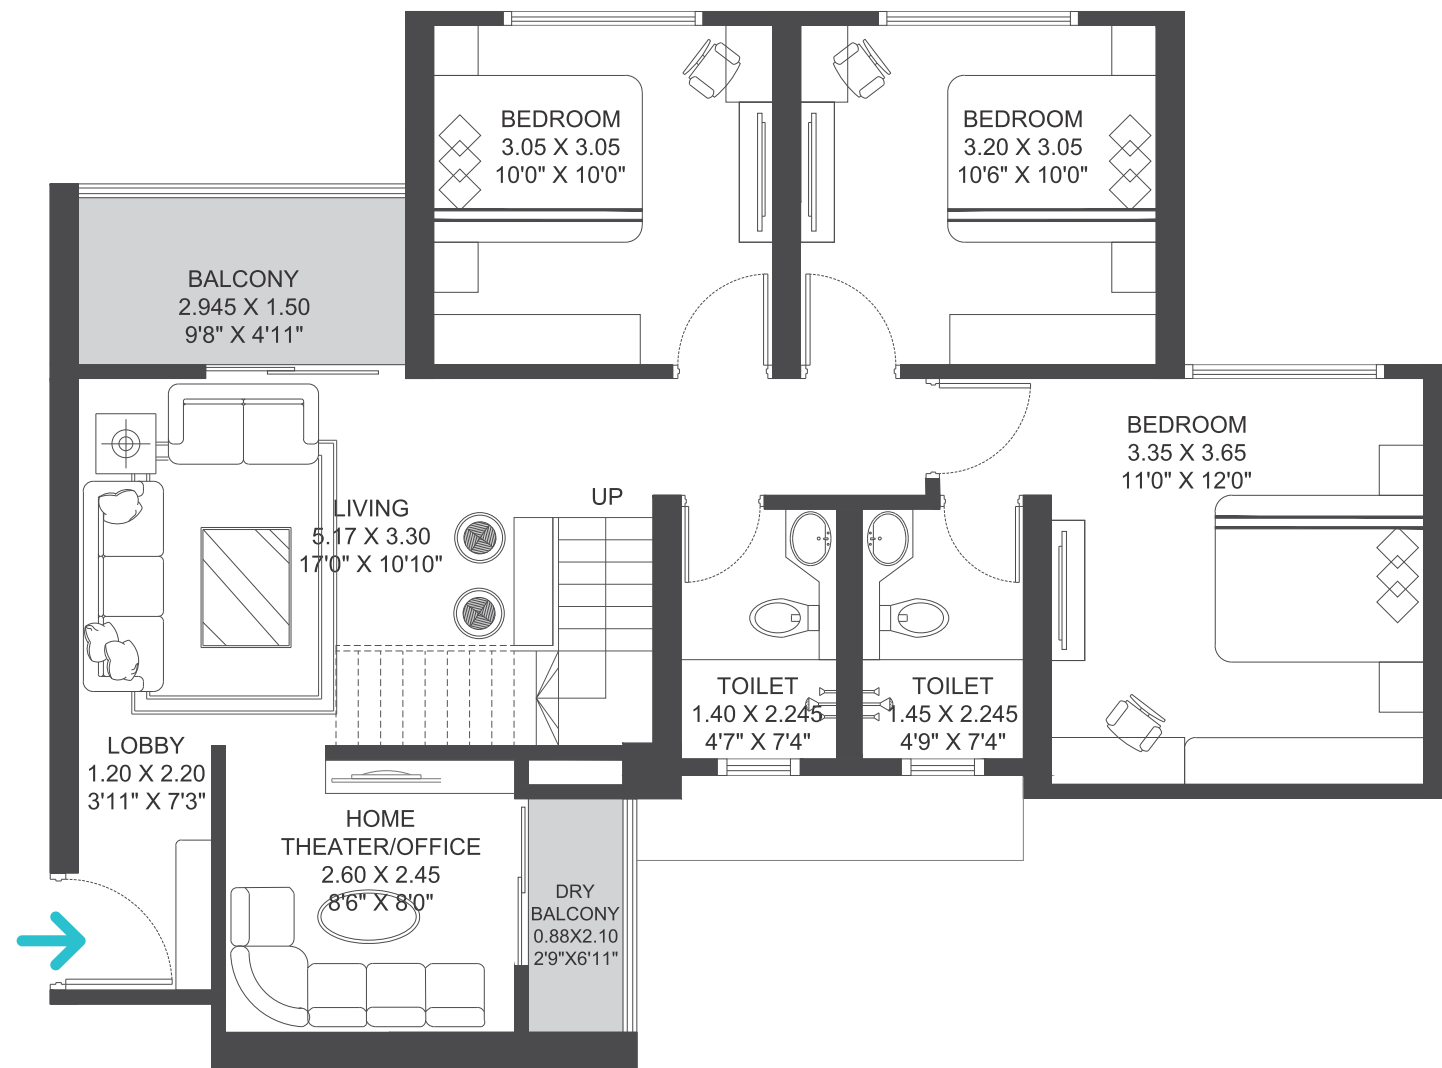 BEDROOM
3.05 X 3.05
10'0" X 10'0"
BEDROOM
3.20 X 3.05
10'6" X 10'0"
BALCONY
2.945 X 1.50
9'8" X 4'11"
BEDROOM
3.35 X 3.65
11'0" X 12'0"
LIVING
5.17 X 3.30
17'0" X 10'10"
UP
TOILET
1.40 X 2.245
4'7" X 7'4"
TOILET
1.45 X 2.245
4'9" X 7'4"
LOBBY
1.20 X 2.20
3'11" X 7'3"
HOME
THEATER/OFFICE
2.60 X 2.45
8'6" X 8'0"
DRY
BALCONY
0.88X2.10
2'9"X6'11"